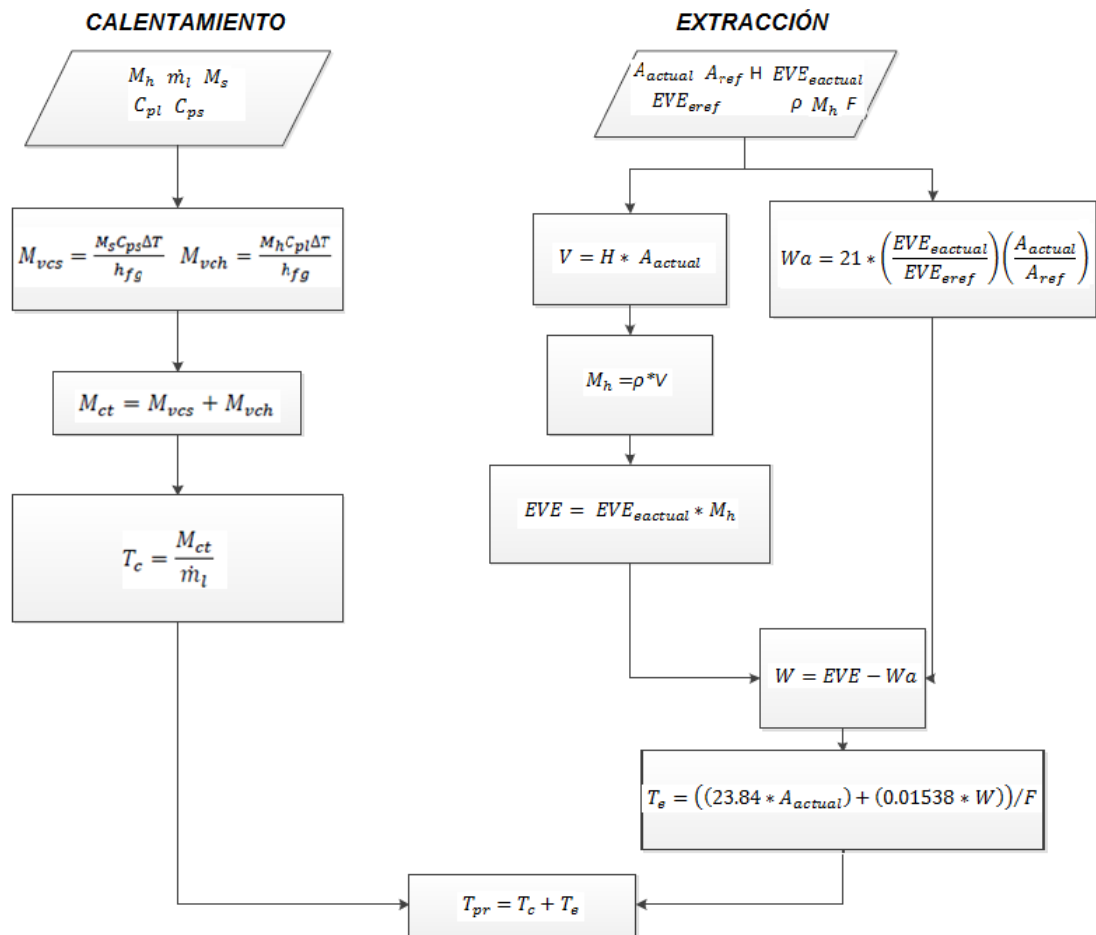 CALENTAMIENTO
M_h ṁ_l M_s
C_pl C_ps
M_vcs = M_s C_ps ΔT / h_fg M_vch = M_h C_pl ΔT / h_fg
M_ct = M_vcs + M_vch
T_c = M_ct / ṁ_l
EXTRACCIÓN
A_actual A_ref H EVE_eactual
EVE_eref ρ M_h F
V = H * A_actual
Wa = 21 * (EVE_eactual / EVE_eref) (A_actual / A_ref)
M_h =ρ*V
EVE = EVE_eactual * M_h
W = EVE − Wa
T_e = ((23.84 * A_actual) + (0.01538 * W))/F
T_pr = T_c + T_e